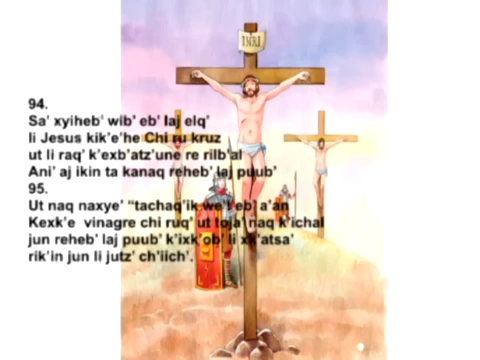 INRI
94.
Sa' xyiheb' wib' eb' laj elq'
li Jesus kik'e'he Chi ru kruz
ut li raq' k'exb'atz'une re rilb'al
Ani' aj ikin ta kanaq reheb' laj puub'
95.
Ut naq naxye' “tachaq'ik we'l eb' a'an
Kexk'e vinagre chi ruq' ut toja' naq k'ichal
jun reheb' laj puub' k'ixk'ob' li xk'atsa'
rik'in jun li jutz' ch'iich'.